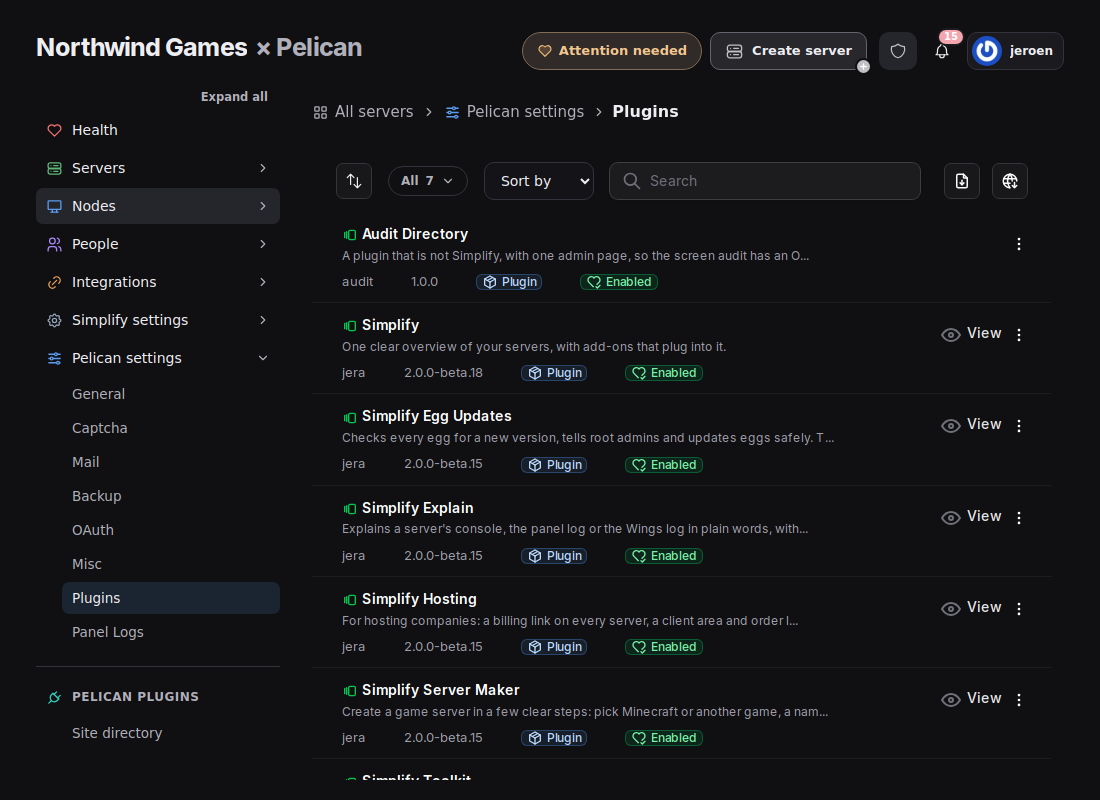 Northwind Games × Pelican
Attention needed
Create server
15
jeroen
Expand all
Health
Servers
Nodes
People
Integrations
Simplify settings
Pelican settings
General
Captcha
Mail
Backup
OAuth
Misc
Plugins
Panel Logs
PELICAN PLUGINS
Site directory
All servers > Pelican settings > Plugins
All 7
Sort by
Search
Audit Directory
A plugin that is not Simplify, with one admin page, so the screen audit has an O...
audit 1.0.0 Plugin Enabled
Simplify
One clear overview of your servers, with add-ons that plug into it.
jera 2.0.0-beta.18 Plugin Enabled
View
Simplify Egg Updates
Checks every egg for a new version, tells root admins and updates eggs safely. T...
jera 2.0.0-beta.15 Plugin Enabled
View
Simplify Explain
Explains a server's console, the panel log or the Wings log in plain words, with...
jera 2.0.0-beta.15 Plugin Enabled
View
Simplify Hosting
For hosting companies: a billing link on every server, a client area and order l...
jera 2.0.0-beta.15 Plugin Enabled
View
Simplify Server Maker
Create a game server in a few clear steps: pick Minecraft or another game, a nam...
jera 2.0.0-beta.15 Plugin Enabled
View
Simplify Toolkit